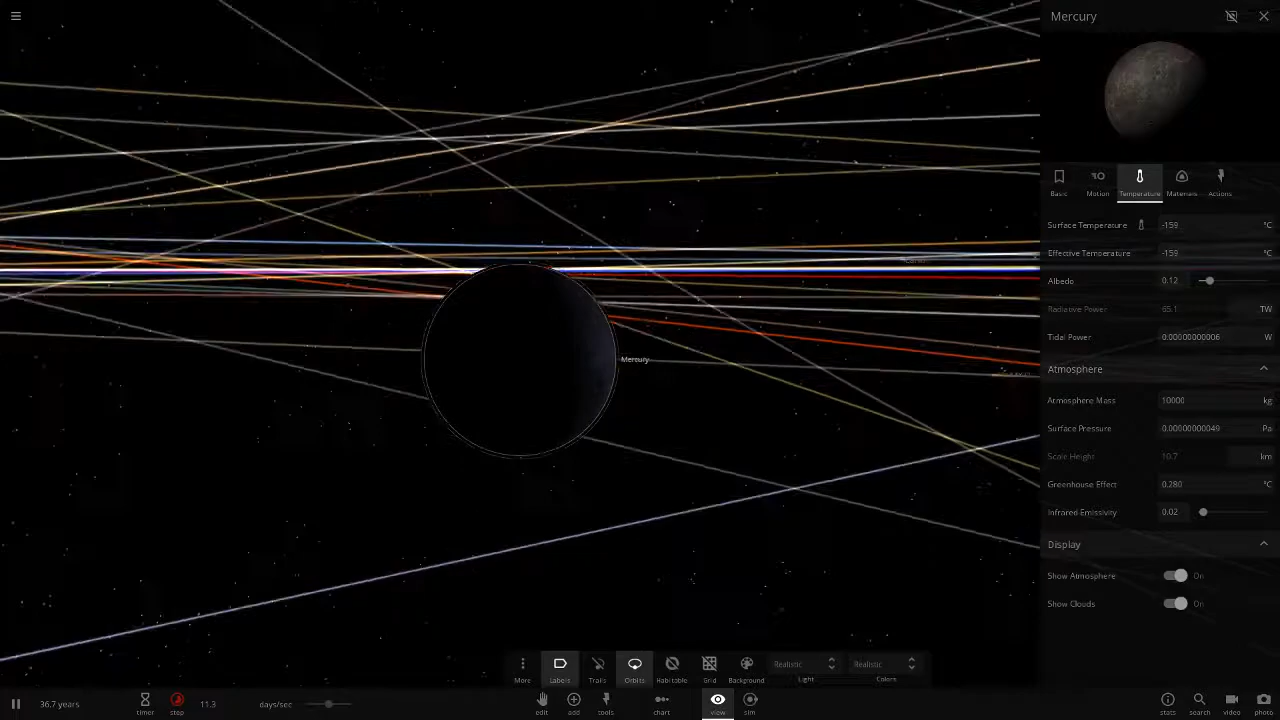 Mercury
Basic Motion Temperature Materials Actions
Surface Temperature -159 °C
Effective Temperature -159 °C
Albedo 0.12
Radiative Power 65.1 TW
Tidal Power 0.00000000006 W
Atmosphere
Atmosphere Mass 10000 kg
Surface Pressure 0.00000000049 Pa
Scale Height 10.7 km
Greenhouse Effect 0.280 °C
Infrared Emissivity 0.02
Display
Show Atmosphere On
Show Clouds On
Mercury
More Labels Trails Orbits Habitable Grid Background Realistic Light Realistic Colors
36.7 years timer step 11.3 days/sec edit add tools chart view sim stats search video photo